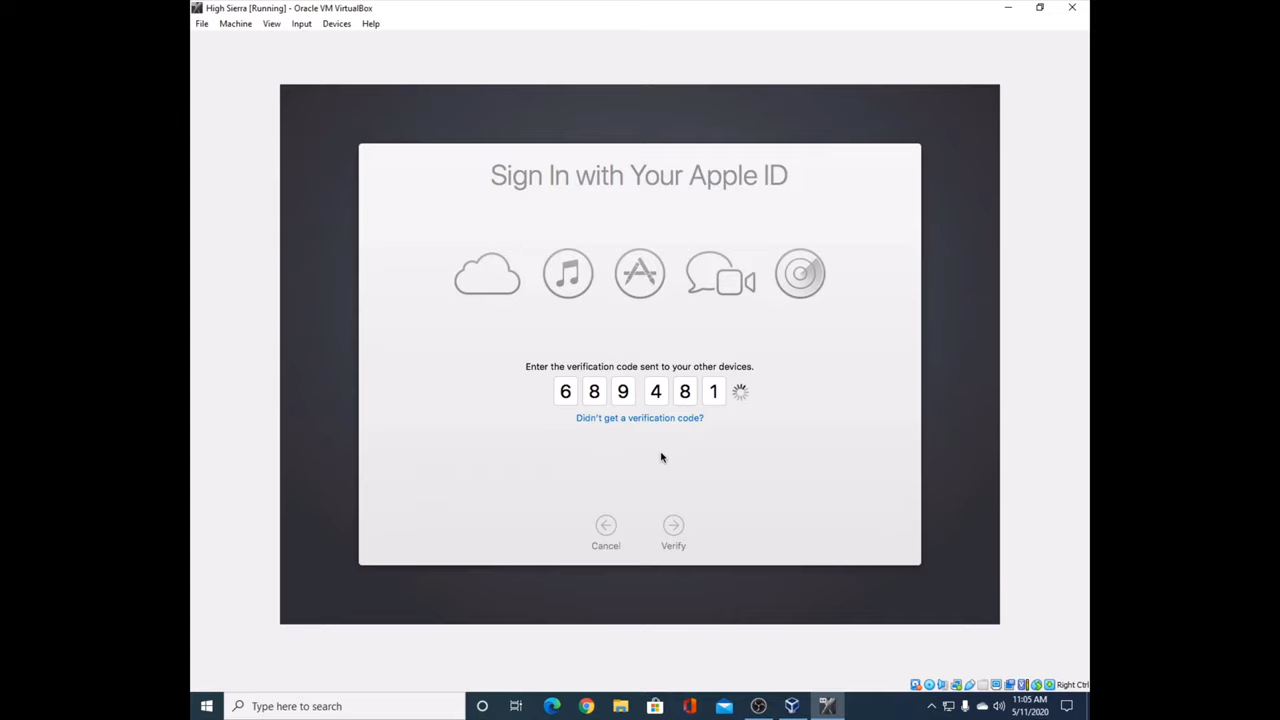 High Sierra [Running] - Oracle VM VirtualBox
File Machine View Input Devices Help
Sign In with Your Apple ID
Enter the verification code sent to your other devices.
6 8 9 4 8 1
Didn't get a verification code?
Cancel Verify
Right Ctrl
Type here to search
11:05 AM
5/11/2020